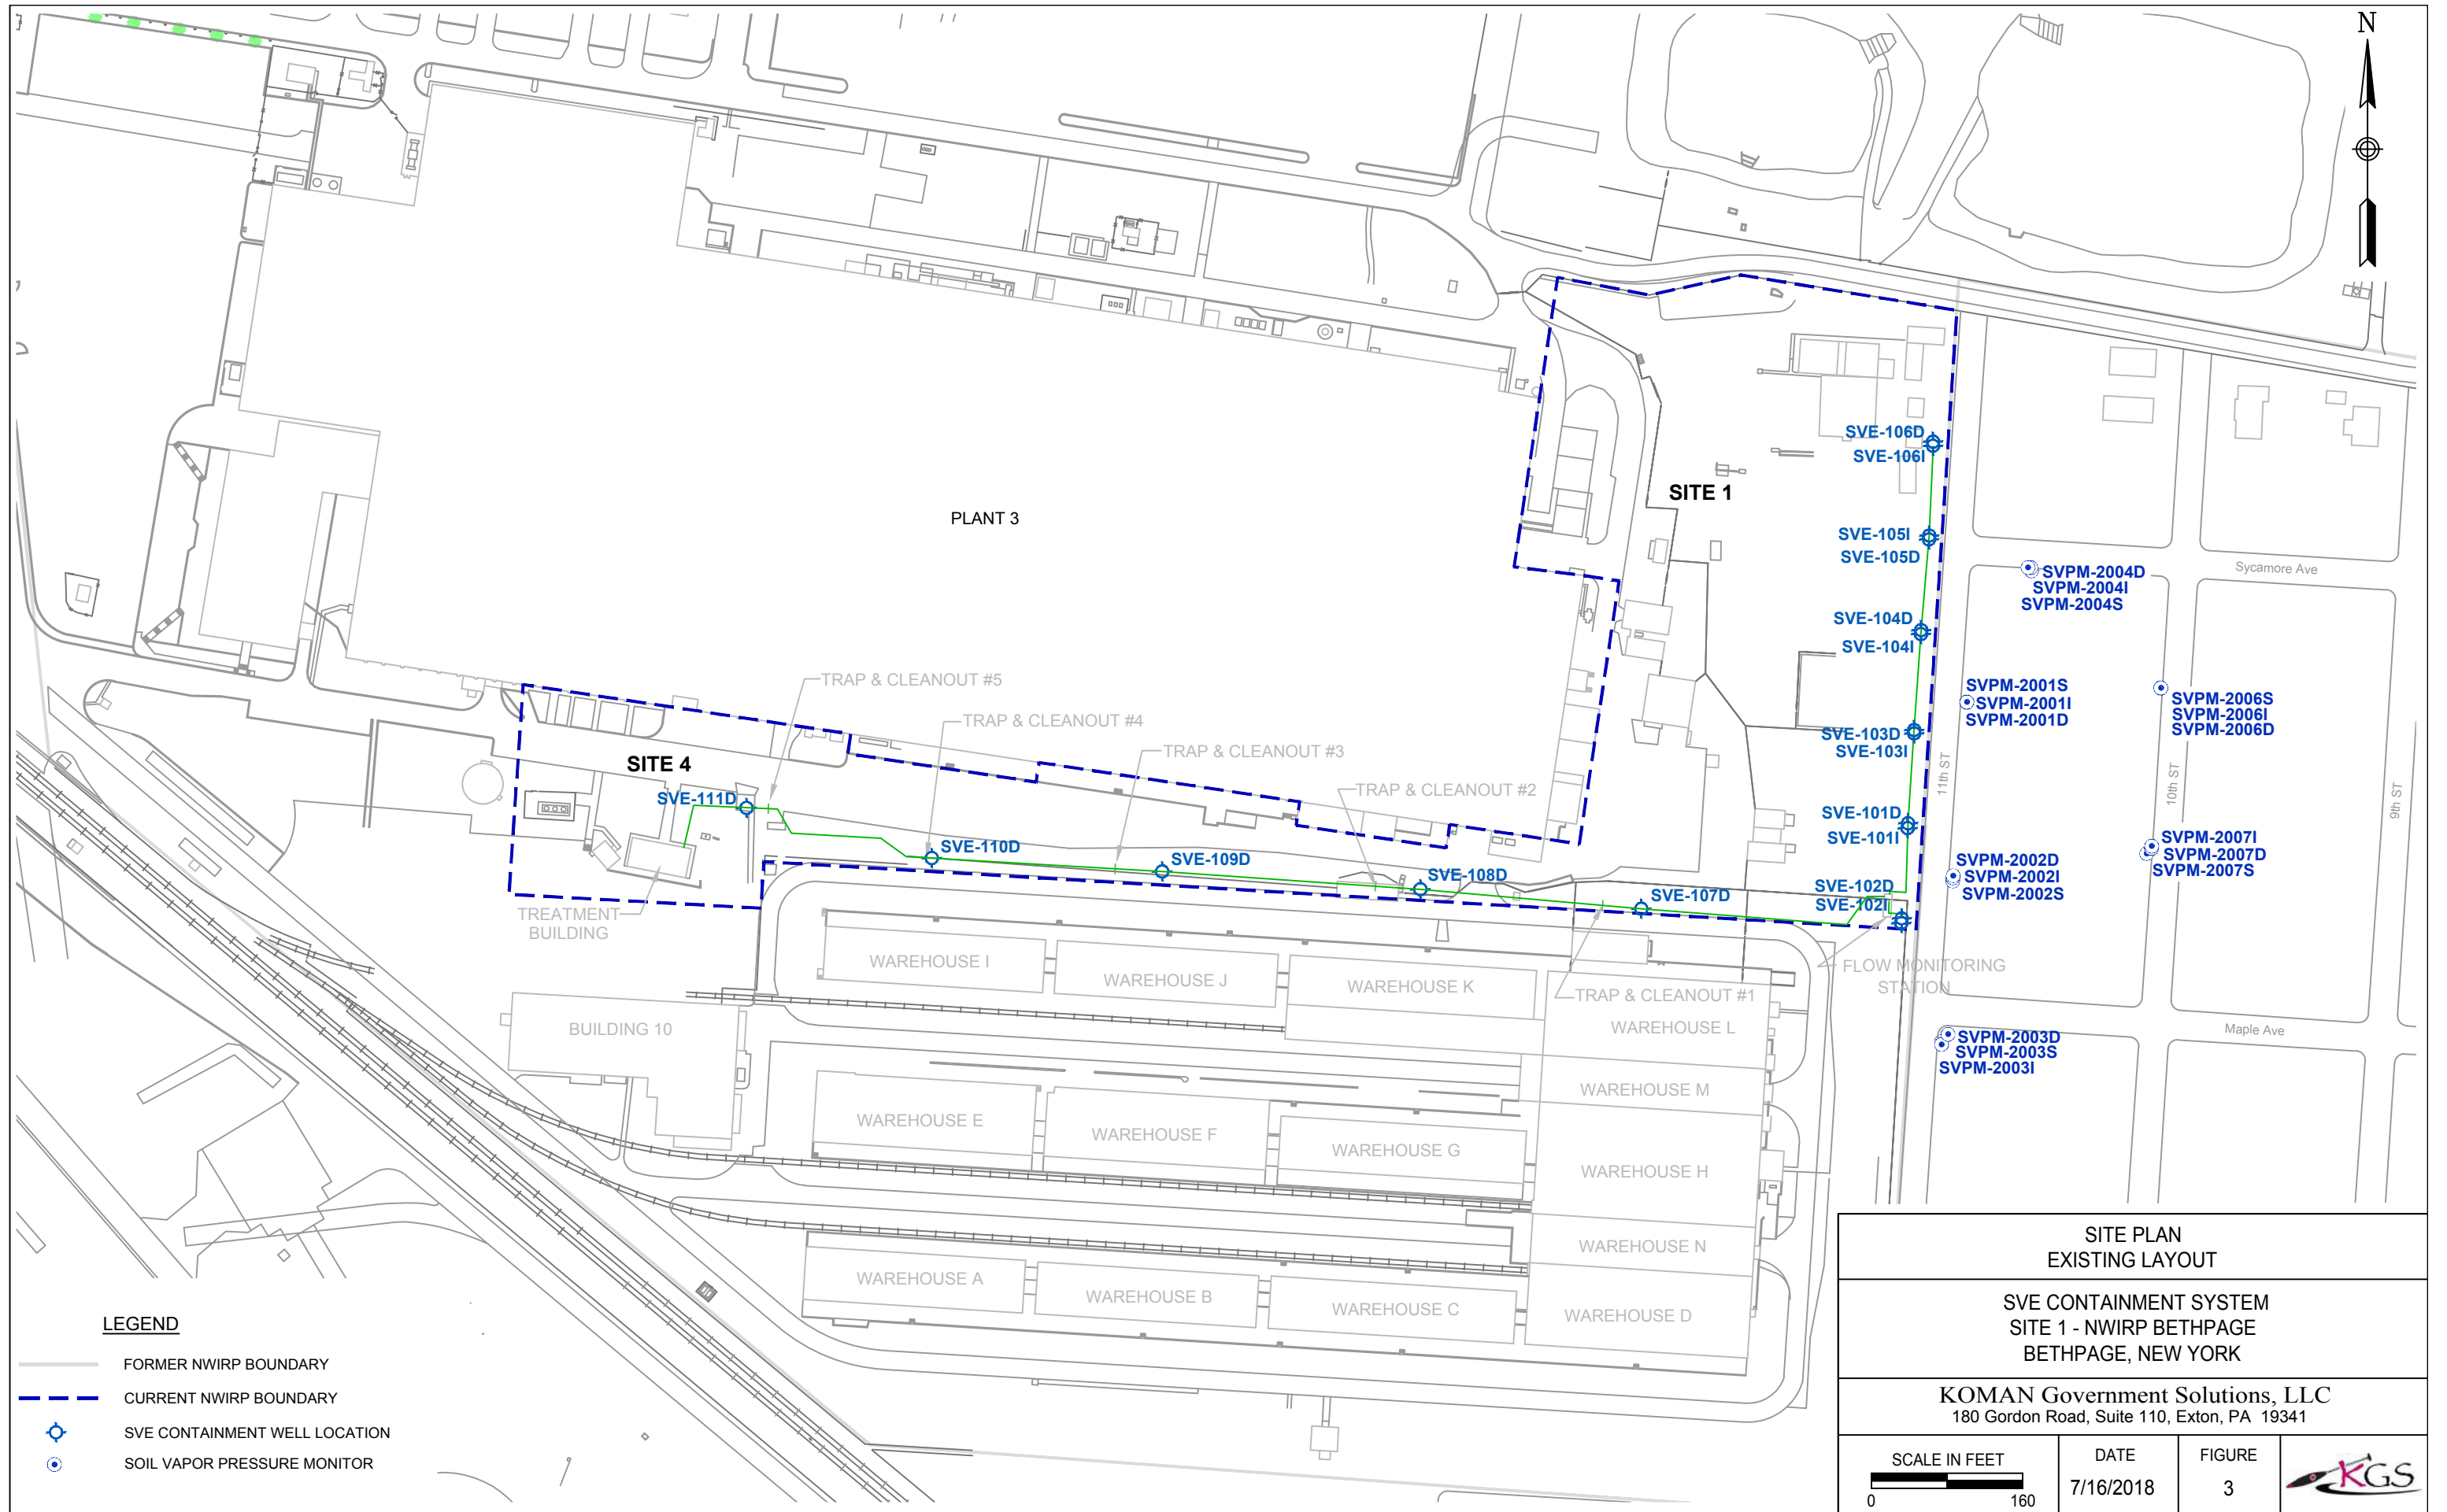 N
SVE-106D
SVE-106I
SITE 1
PLANT 3
SVE-105I
SVE-105D
Sycamore Ave
SVPM-2004D
SVPM-2004I
SVPM-2004S
SVE-104D
SVE-104I
TRAP & CLEANOUT #5
SVPM-2001S
SVPM-2001I
SVPM-2001D
SVPM-2006S
SVPM-2006I
SVPM-2006D
TRAP & CLEANOUT #4
SVE-103D
SVE-103I
TRAP & CLEANOUT #3
SITE 4
11th ST
10th ST
9th ST
TRAP & CLEANOUT #2
SVE-111D
SVE-101D
SVE-101I
SVPM-2007I
SVPM-2007D
SVPM-2007S
SVE-110D
SVE-109D
SVE-108D
SVPM-2002D
SVPM-2002I
SVPM-2002S
SVE-107D
SVE-102D
SVE-102I
TREATMENT
BUILDING
WAREHOUSE I
WAREHOUSE J
WAREHOUSE K
FLOW MONITORING
STATION
TRAP & CLEANOUT #1
BUILDING 10
WAREHOUSE L
Maple Ave
SVPM-2003D
SVPM-2003S
SVPM-2003I
WAREHOUSE M
WAREHOUSE E
WAREHOUSE F
WAREHOUSE G
WAREHOUSE H
WAREHOUSE N
WAREHOUSE A
WAREHOUSE B
WAREHOUSE C
WAREHOUSE D
LEGEND
FORMER NWIRP BOUNDARY
CURRENT NWIRP BOUNDARY
SVE CONTAINMENT WELL LOCATION
SOIL VAPOR PRESSURE MONITOR
SITE PLAN
EXISTING LAYOUT
SVE CONTAINMENT SYSTEM
SITE 1 - NWIRP BETHPAGE
BETHPAGE, NEW YORK
KOMAN Government Solutions, LLC
180 Gordon Road, Suite 110, Exton, PA 19341
SCALE IN FEET
0 160
DATE
7/16/2018
FIGURE
3
KGS